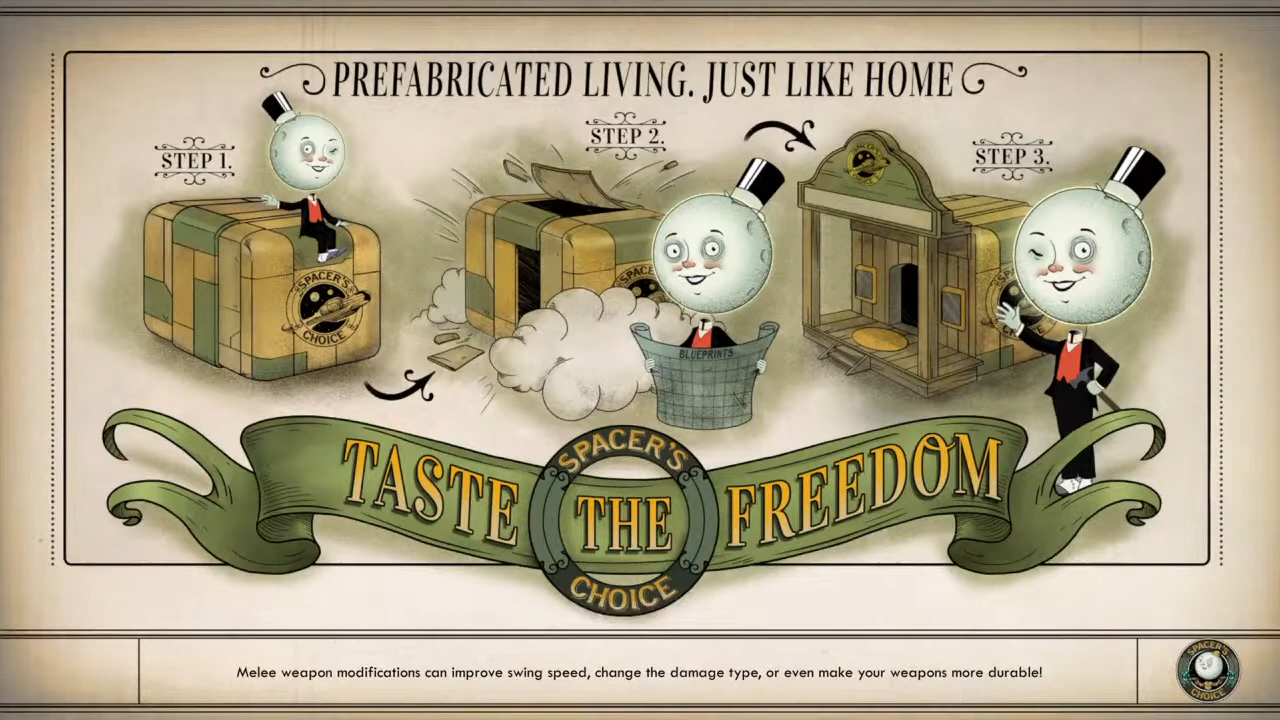 PREFABRICATED LIVING. JUST LIKE HOME
STEP 1.
STEP 2.
STEP 3.
SPACER'S
CHOICE
SPACER'S
BLUEPRINTS
SPACER'S
CHOICE
TASTE THE FREEDOM
Melee weapon modifications can improve swing speed, change the damage type, or even make your weapons more durable!
SPACER'S
CHOICE